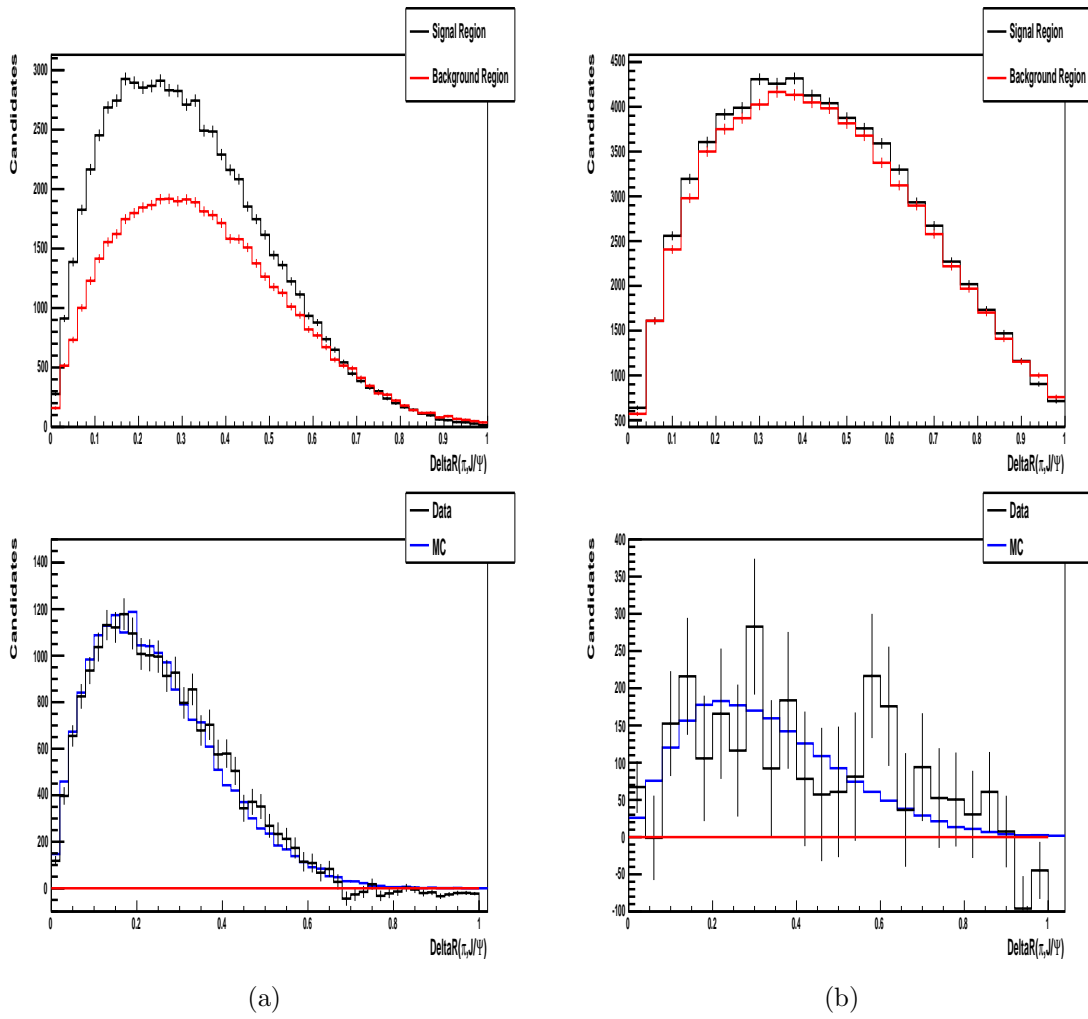 Signal Region
Background Region
Candidates
3000
2500
2000
1500
1000
500
0
0 0.1 0.2 0.3 0.4 0.5 0.6 0.7 0.8 0.9 1
DeltaR(π,J/Ψ)
Signal Region
Background Region
Candidates
4500
4000
3500
3000
2500
2000
1500
1000
500
0 0.1 0.2 0.3 0.4 0.5 0.6 0.7 0.8 0.9 1
DeltaR(π,J/Ψ)
Data
MC
Candidates
1400
1200
1000
800
600
400
200
0
0 0.2 0.4 0.6 0.8 1
DeltaR(π,J/Ψ)
Data
MC
Candidates
400
350
300
250
200
150
100
50
0
-50
-100
0 0.2 0.4 0.6 0.8 1
DeltaR(π,J/Ψ)
(a)
(b)